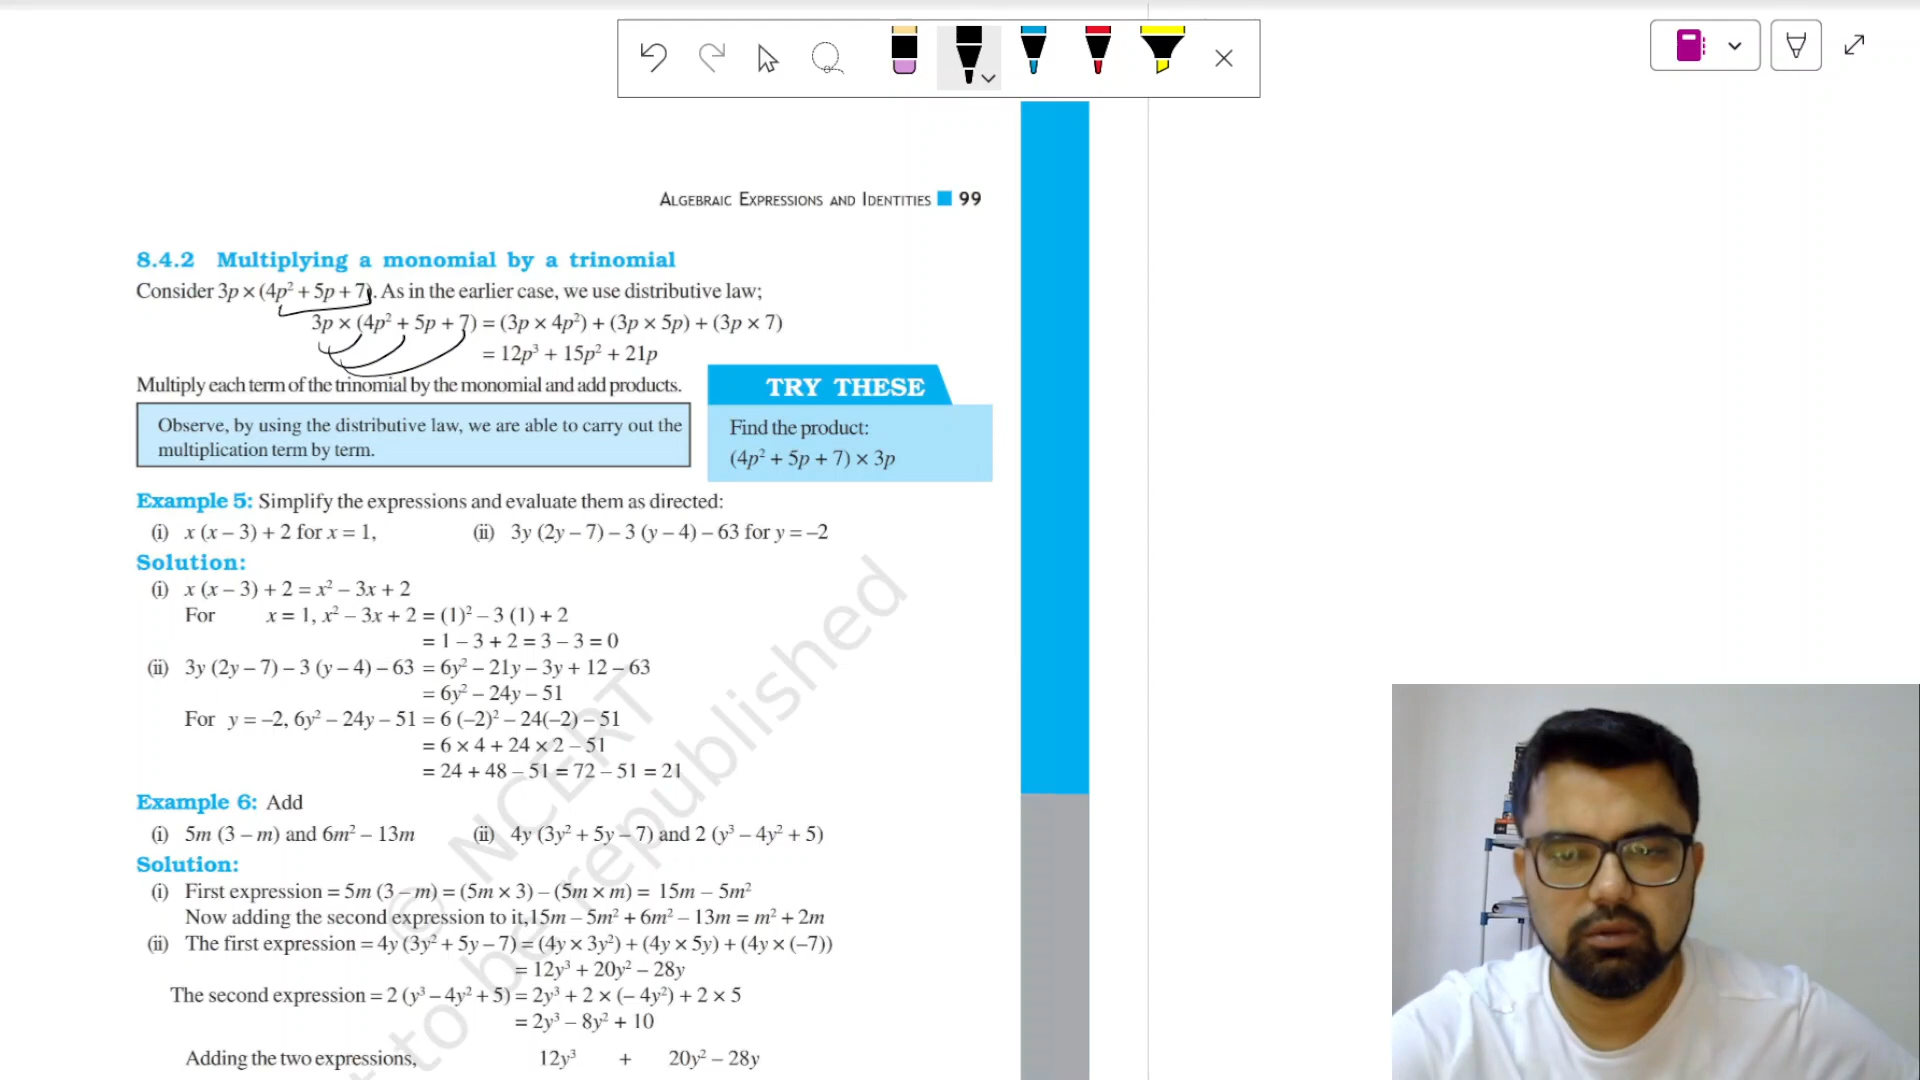 ALGEBRAIC EXPRESSIONS AND IDENTITIES 99
8.4.2 Multiplying a monomial by a trinomial
Consider 3p × (4p² + 5p + 7). As in the earlier case, we use distributive law;
3p × (4p² + 5p + 7) = (3p × 4p²) + (3p × 5p) + (3p × 7)
= 12p³ + 15p² + 21p
Multiply each term of the trinomial by the monomial and add products.
Observe, by using the distributive law, we are able to carry out the
multiplication term by term.
TRY THESE
Find the product:
(4p² + 5p + 7) × 3p
Example 5: Simplify the expressions and evaluate them as directed:
(i) x (x – 3) + 2 for x = 1, (ii) 3y (2y – 7) – 3 (y – 4) – 63 for y = –2
Solution:
(i) x (x – 3) + 2 = x² – 3x + 2
For x = 1, x² – 3x + 2 = (1)² – 3 (1) + 2
= 1 – 3 + 2 = 3 – 3 = 0
(ii) 3y (2y – 7) – 3 (y – 4) – 63 = 6y² – 21y – 3y + 12 – 63
= 6y² – 24y – 51
For y = –2, 6y² – 24y – 51 = 6 (–2)² – 24(–2) – 51
= 6 × 4 + 24 × 2 – 51
= 24 + 48 – 51 = 72 – 51 = 21
Example 6: Add
(i) 5m (3 – m) and 6m² – 13m (ii) 4y (3y² + 5y – 7) and 2 (y³ – 4y² + 5)
Solution:
(i) First expression = 5m (3 – m) = (5m × 3) – (5m × m) = 15m – 5m²
Now adding the second expression to it, 15m – 5m² + 6m² – 13m = m² + 2m
(ii) The first expression = 4y (3y² + 5y – 7) = (4y × 3y²) + (4y × 5y) + (4y × (–7))
= 12y³ + 20y² – 28y
The second expression = 2 (y³ – 4y² + 5) = 2y³ + 2 × (– 4y²) + 2 × 5
= 2y³ – 8y² + 10
Adding the two expressions, 12y³ + 20y² – 28y
© NCERT
to be republished